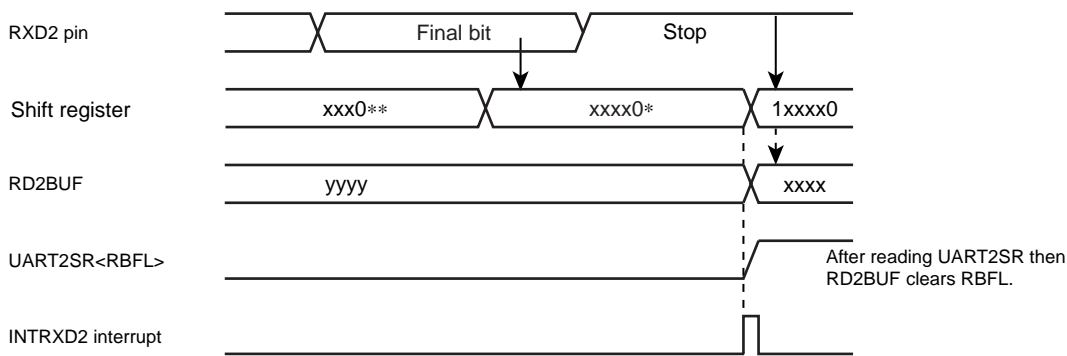 RXD2 pin Final bit Stop
Shift register xxx0** xxxx0* 1xxxx0
RD2BUF yyyy xxxx
UART2SR<RBFL> After reading UART2SR then
RD2BUF clears RBFL.
INTRXD2 interrupt